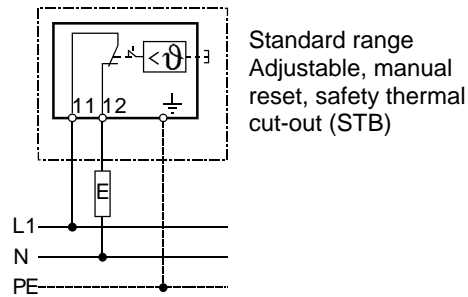 <ϑ
11 12
E
L1
N
PE
Standard range
Adjustable, manual
reset, safety thermal
cut-out (STB)